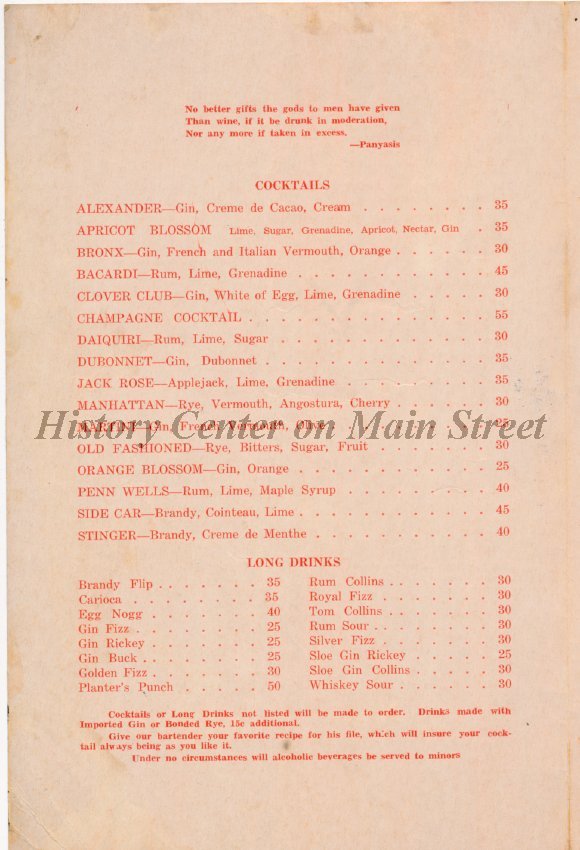 No better gifts the gods to men have given
Than wine, if it be drunk in moderation,
Nor any more if taken in excess.
—Panyasis
COCKTAILS
ALEXANDER—Gin, Creme de Cacao, Cream . . . . . . . . 35
APRICOT BLOSSOM Lime, Sugar, Grenadine, Apricot, Nectar, Gin . 35
BRONX—Gin, French and Italian Vermouth, Orange . . . . . . 30
BACARDI—Rum, Lime, Grenadine . . . . . . . . . . . . 45
CLOVER CLUB—Gin, White of Egg, Lime, Grenadine . . . . . 30
CHAMPAGNE COCKTAIL . . . . . . . . . . . . . . . 55
DAIQUIRI—Rum, Lime, Sugar . . . . . . . . . . . . . 30
DUBONNET—Gin, Dubonnet . . . . . . . . . . . . . . 35
JACK ROSE—Applejack, Lime, Grenadine . . . . . . . . . 35
MANHATTAN—Rye, Vermouth, Angostura, Cherry . . . . . . 30
History Center on Main Street
MARTINI—Gin, French Vermouth, Olive . . . . . . . . . 25
OLD FASHIONED—Rye, Bitters, Sugar, Fruit . . . . . . . 30
ORANGE BLOSSOM—Gin, Orange . . . . . . . . . . . . 25
PENN WELLS—Rum, Lime, Maple Syrup . . . . . . . . . 40
SIDE CAR—Brandy, Cointeau, Lime . . . . . . . . . . . . 45
STINGER—Brandy, Creme de Menthe . . . . . . . . . . . 40
LONG DRINKS
Brandy Flip . . . . . . . 35
Carioca . . . . . . . . 35
Egg Nogg . . . . . . . . 40
Gin Fizz . . . . . . . . 25
Gin Rickey . . . . . . . 25
Gin Buck . . . . . . . . 25
Golden Fizz . . . . . . . 30
Planter's Punch . . . . . 50
Rum Collins . . . . . . . 30
Royal Fizz . . . . . . . 30
Tom Collins . . . . . . . 30
Rum Sour . . . . . . . . 30
Silver Fizz . . . . . . . 30
Sloe Gin Rickey . . . . . 25
Sloe Gin Collins . . . . . 30
Whiskey Sour . . . . . . 30
Cocktails or Long Drinks not listed will be made to order. Drinks made with
Imported Gin or Bonded Rye, 15c additional.
Give our bartender your favorite recipe for his file, which will insure your cock-
tail always being as you like it.
Under no circumstances will alcoholic beverages be served to minors